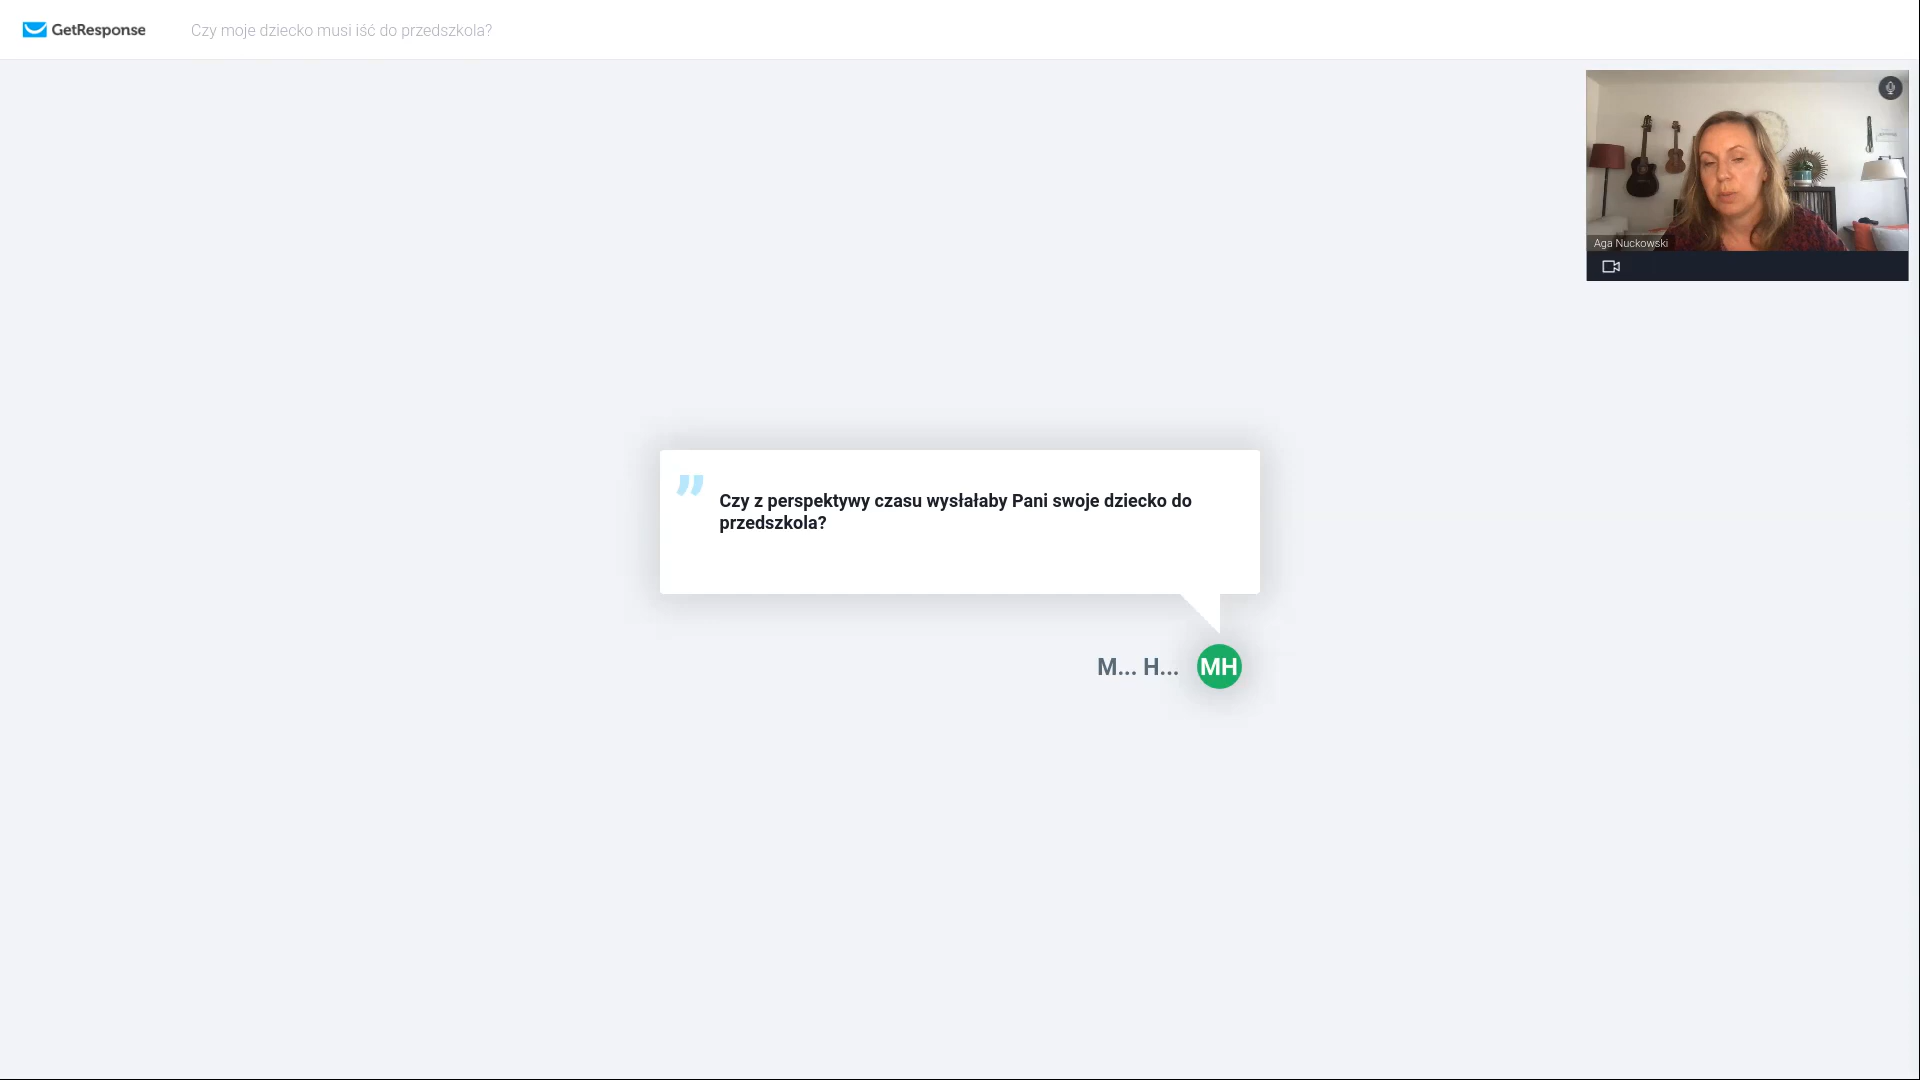 GetResponse
Czy moje dziecko musi iść do przedszkola?
Aga Nuckowski
Czy z perspektywy czasu wysłałaby Pani swoje dziecko do
przedszkola?
M... H...
MH